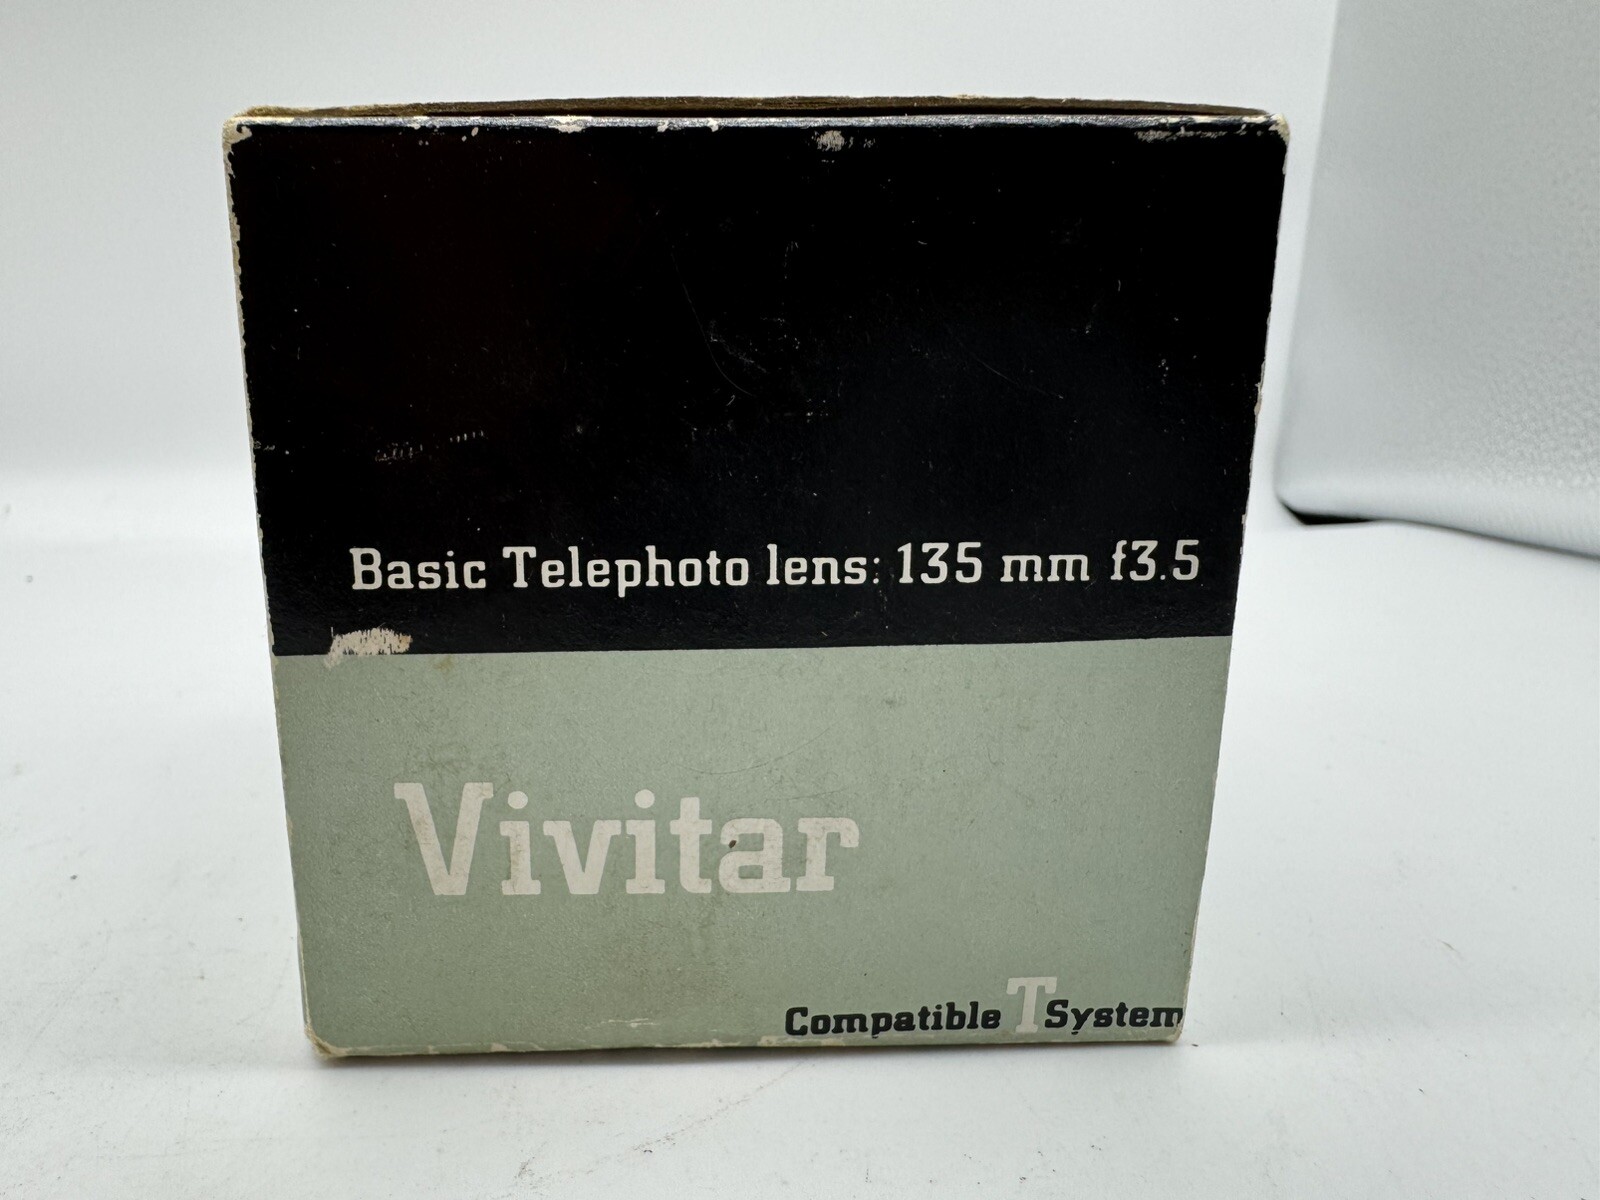 Basic Telephoto lens: 135 mm f3.5
Vivitar
Compatible T System